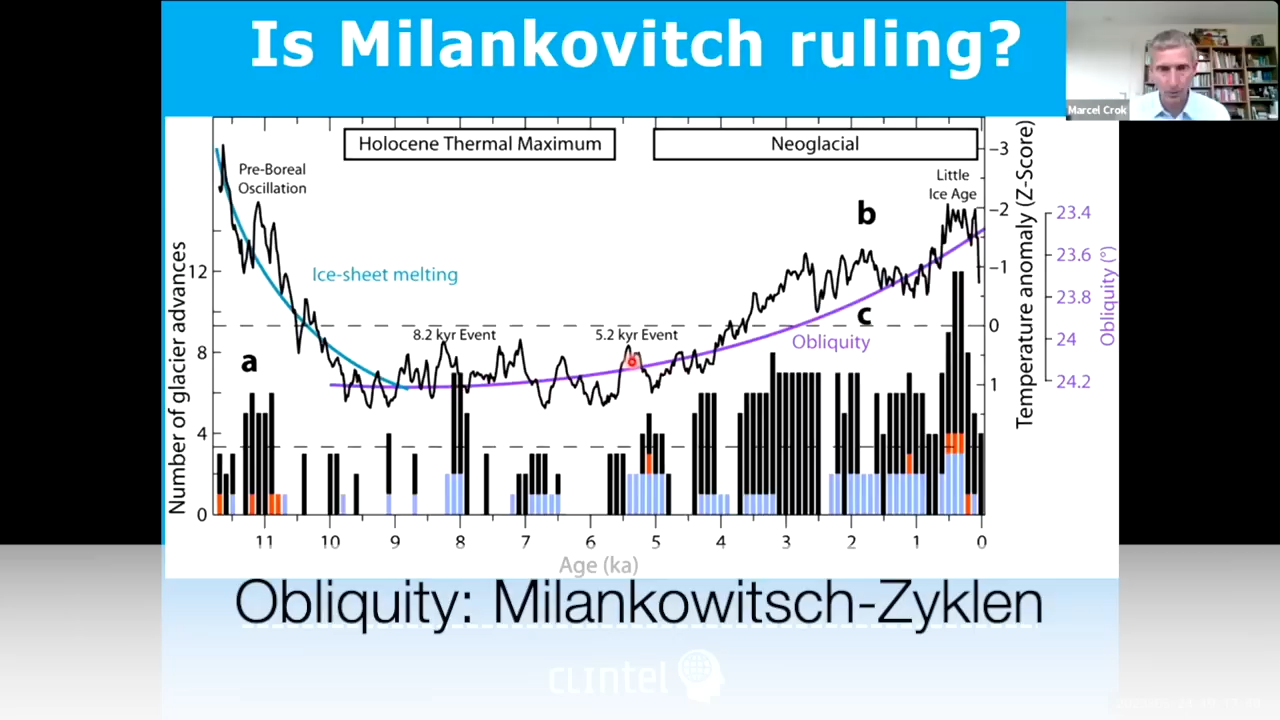 Is Milankovitch ruling?
Marcel Crok
Holocene Thermal Maximum
Neoglacial
Pre-Boreal
Oscillation
Little
Ice Age
b
Ice-sheet melting
8.2 kyr Event
5.2 kyr Event
c
Obliquity
a
Number of glacier advances
12
8
4
0
-3
-2
-1
0
1
Temperature anomaly (Z-Score)
23.4
23.6
23.8
24
24.2
Obliquity (°)
11 10 9 8 7 6 5 4 3 2 1 0
Age (ka)
Obliquity: Milankowitsch-Zyklen
CLINTEL